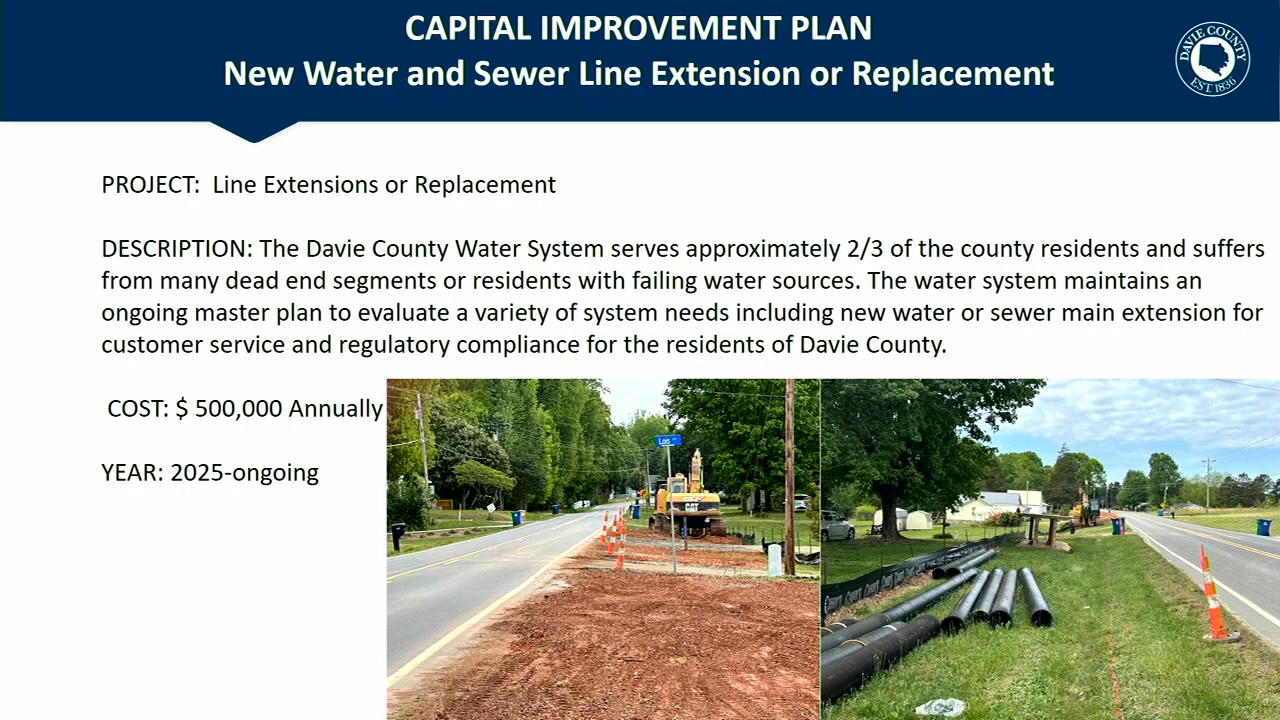 CAPITAL IMPROVEMENT PLAN
New Water and Sewer Line Extension or Replacement
DAVIE COUNTY
EST. 1836
PROJECT: Line Extensions or Replacement
DESCRIPTION: The Davie County Water System serves approximately 2/3 of the county residents and suffers
from many dead end segments or residents with failing water sources. The water system maintains an
ongoing master plan to evaluate a variety of system needs including new water or sewer main extension for
customer service and regulatory compliance for the residents of Davie County.
COST: $ 500,000 Annually
YEAR: 2025-ongoing
Lois
CAT